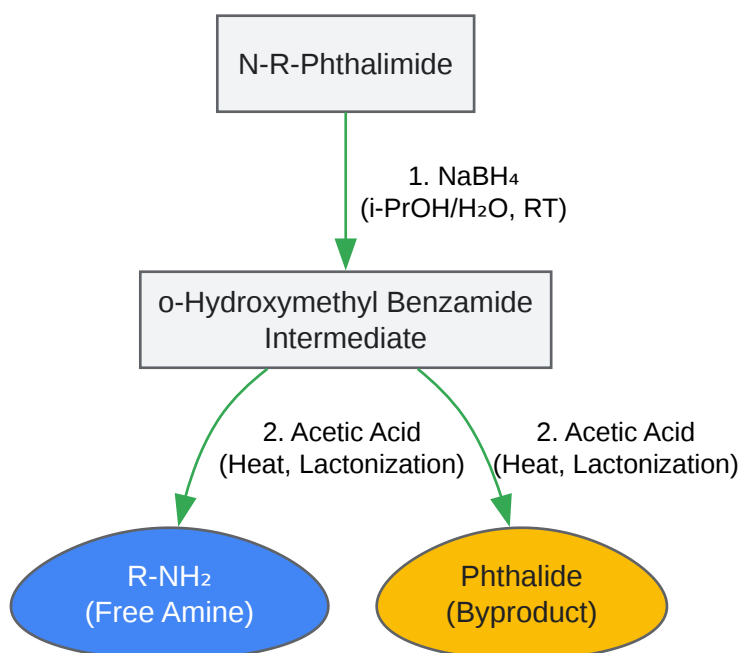 N-R-Phthalimide
1. NaBH₄
(i-PrOH/H₂O, RT)
o-Hydroxymethyl Benzamide
Intermediate
2. Acetic Acid
(Heat, Lactonization)
2. Acetic Acid
(Heat, Lactonization)
R-NH₂
(Free Amine)
Phthalide
(Byproduct)